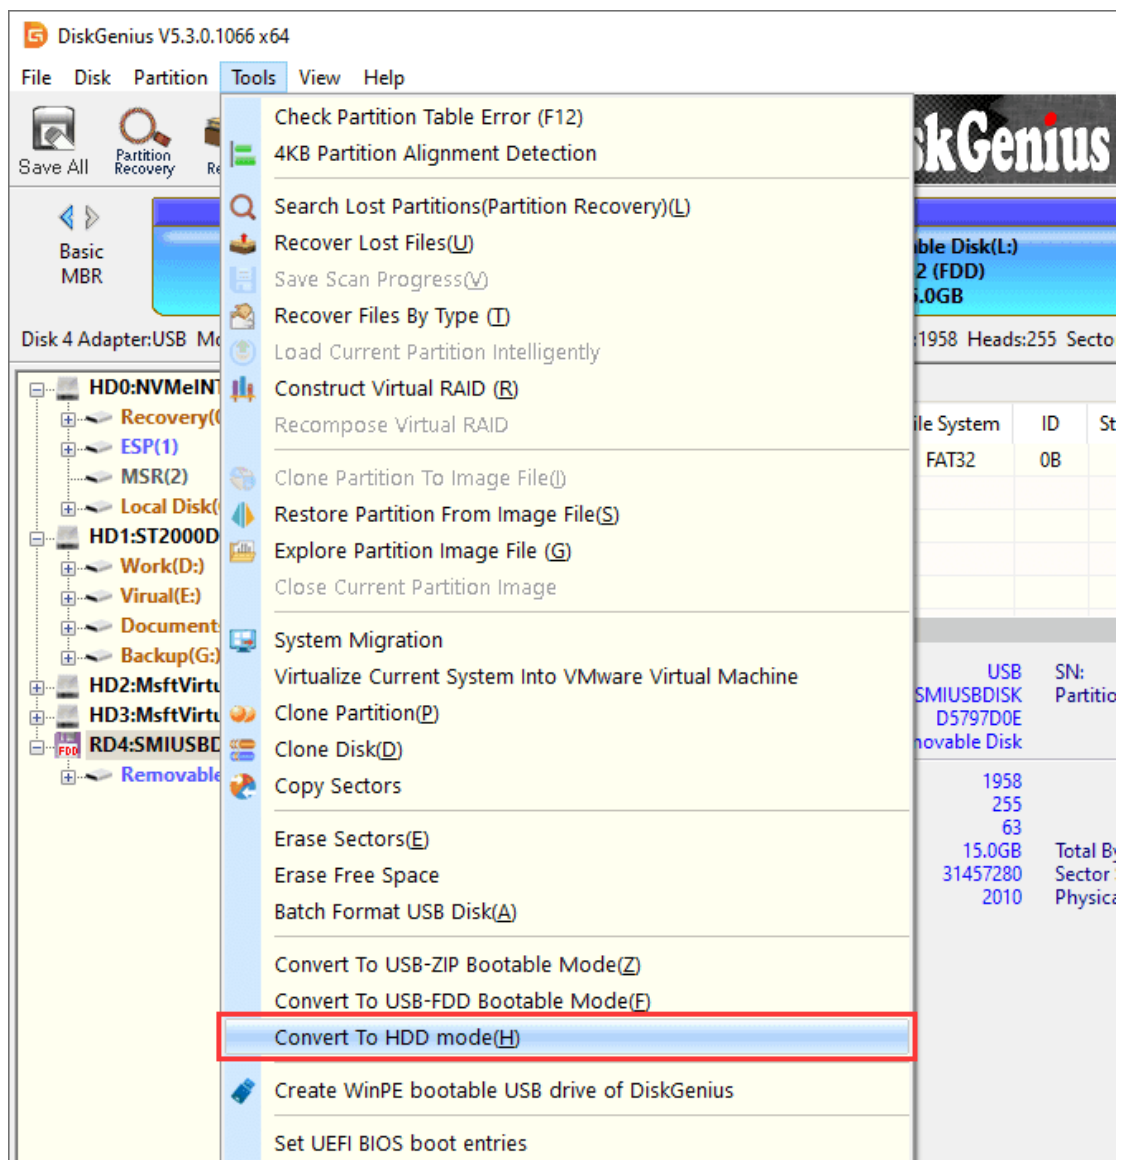 DiskGenius V5.3.0.1066 x64
File Disk Partition Tools View Help
Save All
Partition
Recovery
Basic
MBR
Disk 4 Adapter:USB
HD0:NVMeINT
Recovery(
ESP(1)
MSR(2)
Local Disk(
HD1:ST2000D
Work(D:)
Virual(E:)
Document
Backup(G:)
HD2:MsftVirtu
HD3:MsftVirtu
FDD
RD4:SMIUSBD
Removable
Check Partition Table Error (F12)
4KB Partition Alignment Detection
Search Lost Partitions(Partition Recovery)(L)
Recover Lost Files(U)
Save Scan Progress(V)
Recover Files By Type (T)
Load Current Partition Intelligently
Construct Virtual RAID (R)
Recompose Virtual RAID
Clone Partition To Image File(I)
Restore Partition From Image File(S)
Explore Partition Image File (G)
Close Current Partition Image
System Migration
Virtualize Current System Into VMware Virtual Machine
Clone Partition(P)
Clone Disk(D)
Copy Sectors
Erase Sectors(E)
Erase Free Space
Batch Format USB Disk(A)
Convert To USB-ZIP Bootable Mode(Z)
Convert To USB-FDD Bootable Mode(F)
Convert To HDD mode(H)
Create WinPE bootable USB drive of DiskGenius
Set UEFI BIOS boot entries
skGenius
ble Disk(L:)
2 (FDD)
5.0GB
:1958 Heads:255 Secto
ile System ID St
FAT32 0B
USB SN:
SMIUSBDISK Partitio
D5797D0E
novable Disk
1958
255
63
15.0GB Total By
31457280 Sector
2010 Physica